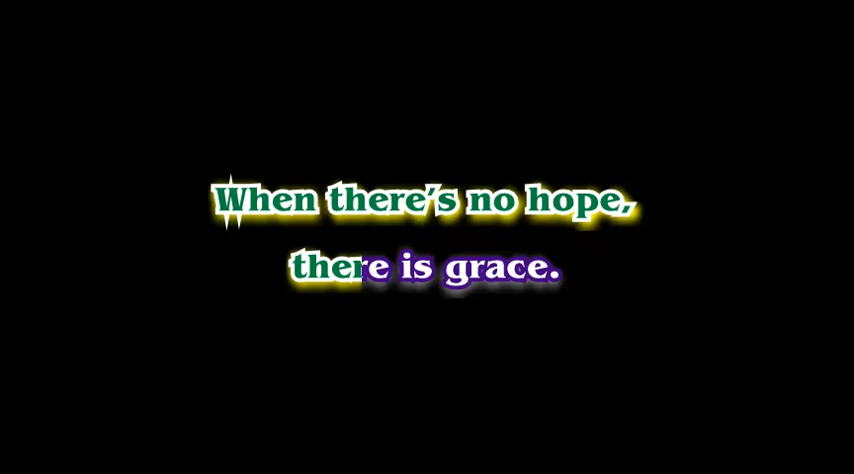 When there’s no hope,
there is grace.